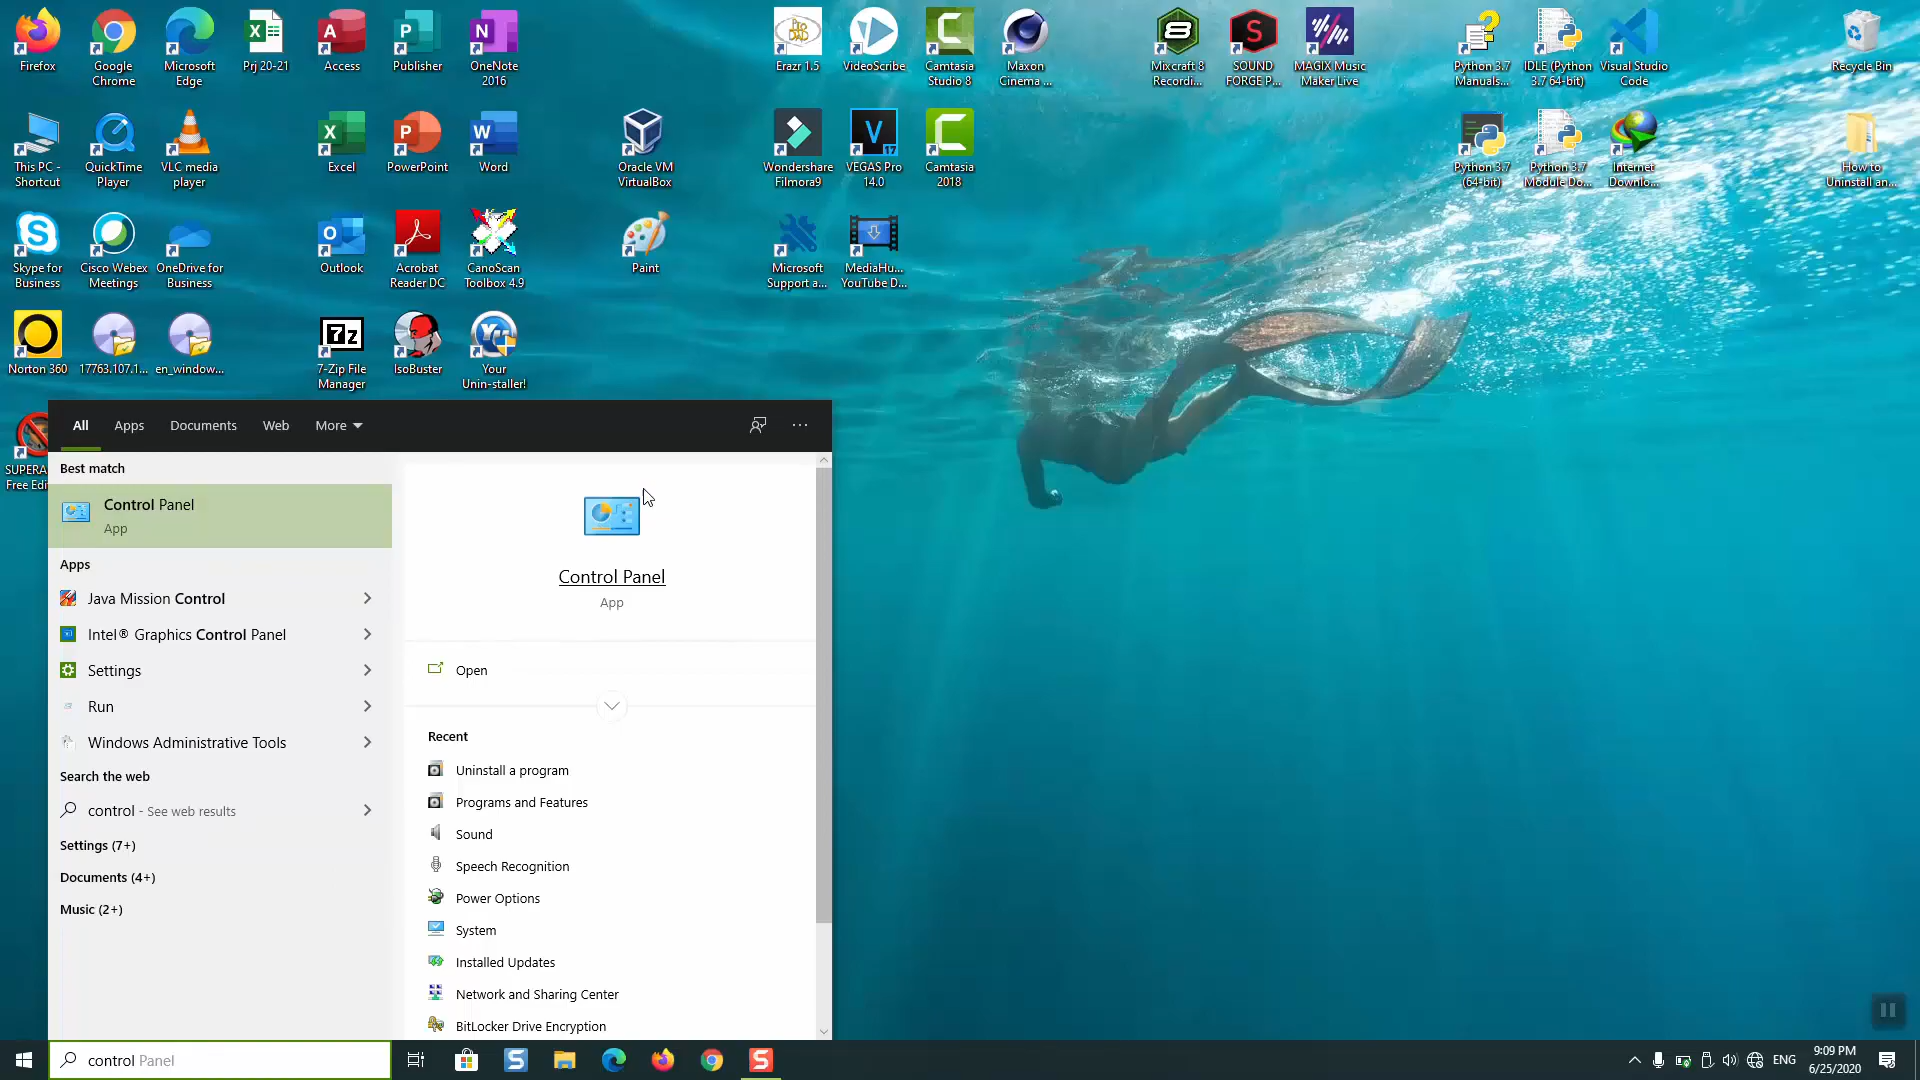 Firefox
Google
Chrome
Microsoft
Edge
Prj 20-21
Access
Publisher
OneNote
2016
Erazr 1.5
VideoScribe
Camtasia
Studio 8
Maxon
Cinema ...
Mixcraft 8
Recordi...
SOUND
FORGE P...
MAGIX Music
Maker Live
Python 3.7
Manuals...
IDLE (Python
3.7 64-bit)
Visual Studio
Code
Recycle Bin
This PC -
Shortcut
QuickTime
Player
VLC media
player
Excel
PowerPoint
Word
Oracle VM
VirtualBox
Wondershare
Filmora9
VEGAS Pro
14.0
Camtasia
2018
Python 3.7
(64-bit)
Python 3.7
Module Do...
Internet
Downlo...
How to
Uninstall an...
Skype for
Business
Cisco Webex
Meetings
OneDrive for
Business
Outlook
Acrobat
Reader DC
CanoScan
Toolbox 4.9
Paint
Microsoft
Support a...
MediaHu...
YouTube D...
Norton 360
17763.107.1...
en_window...
7-Zip File
Manager
IsoBuster
Your
Unin-staller!
SUPERA
Free Edi
All
Apps
Documents
Web
More
Best match
Control Panel
App
Apps
Java Mission Control
Intel® Graphics Control Panel
Settings
Run
Windows Administrative Tools
Search the web
control - See web results
Settings (7+)
Documents (4+)
Music (2+)
Control Panel
App
Open
Recent
Uninstall a program
Programs and Features
Sound
Speech Recognition
Power Options
System
Installed Updates
Network and Sharing Center
BitLocker Drive Encryption
control Panel
ENG
9:09 PM
6/25/2020